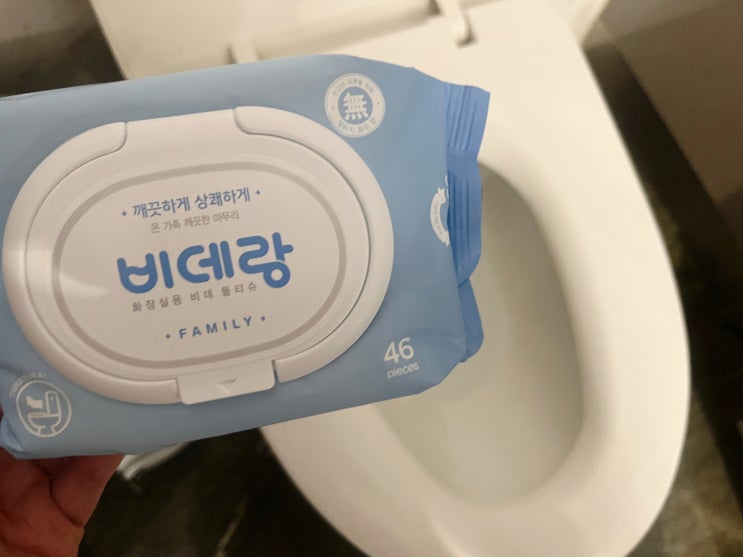 無
깨끗하게 상쾌하게
온 가족 깨끗한 마무리
비데랑
화장실용 비데 물티슈
FAMILY
46
pieces